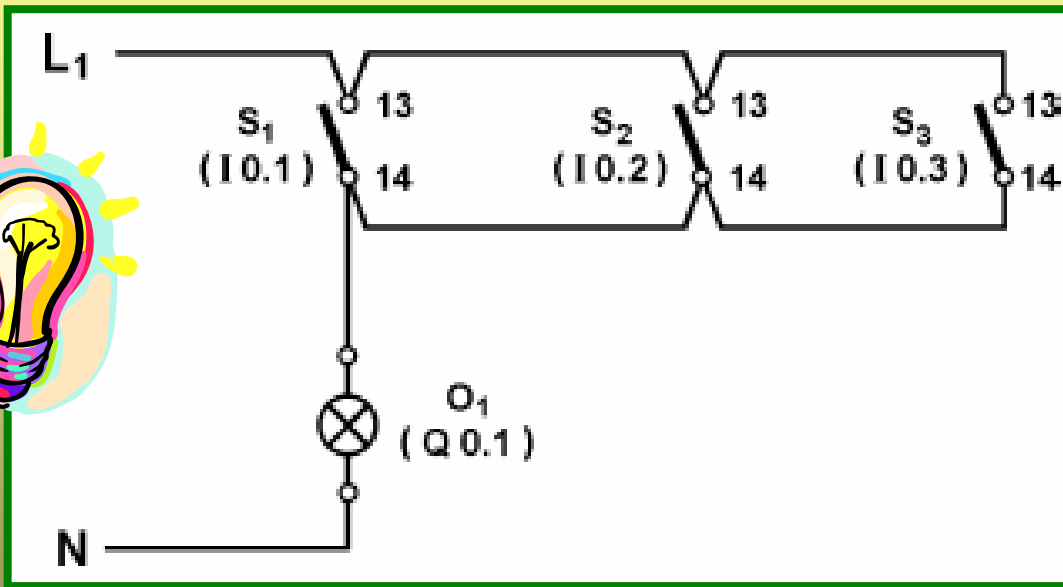 L₁
S₁
( I 0.1 )
13
14
S₂
( I 0.2 )
13
14
S₃
( I 0.3 )
13
14
O₁
( Q 0.1 )
N